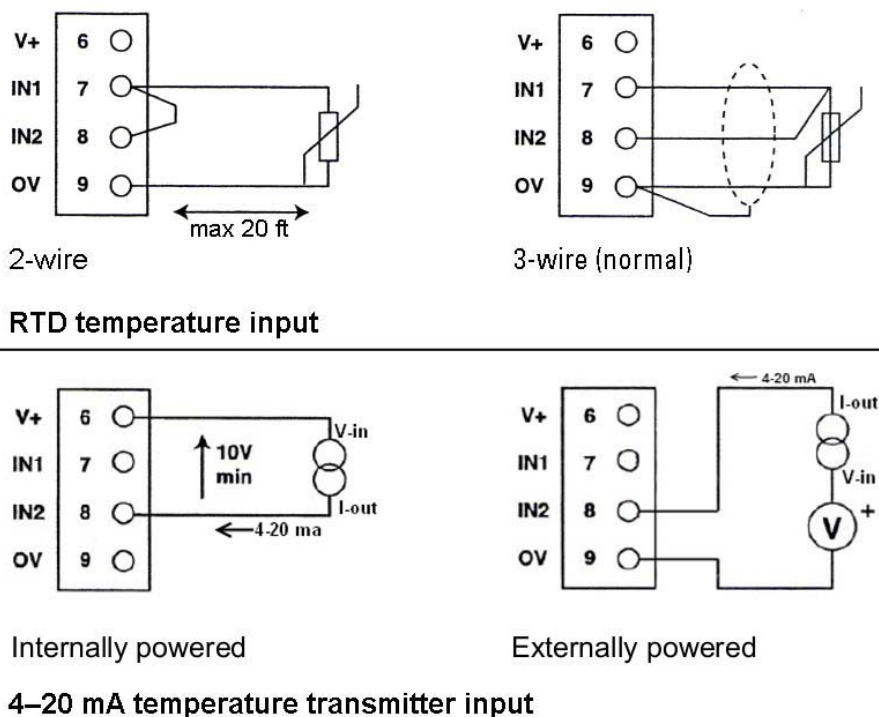 V+ 6
IN1 7
IN2 8
OV 9
max 20 ft
2-wire
V+ 6
IN1 7
IN2 8
OV 9
3-wire (normal)
RTD temperature input
V+ 6
IN1 7
IN2 8
OV 9
10V
min
V-in
I-out
4-20 ma
Internally powered
4-20 mA
V+ 6
IN1 7
IN2 8
OV 9
I-out
V-in
V +
Externally powered
4–20 mA temperature transmitter input